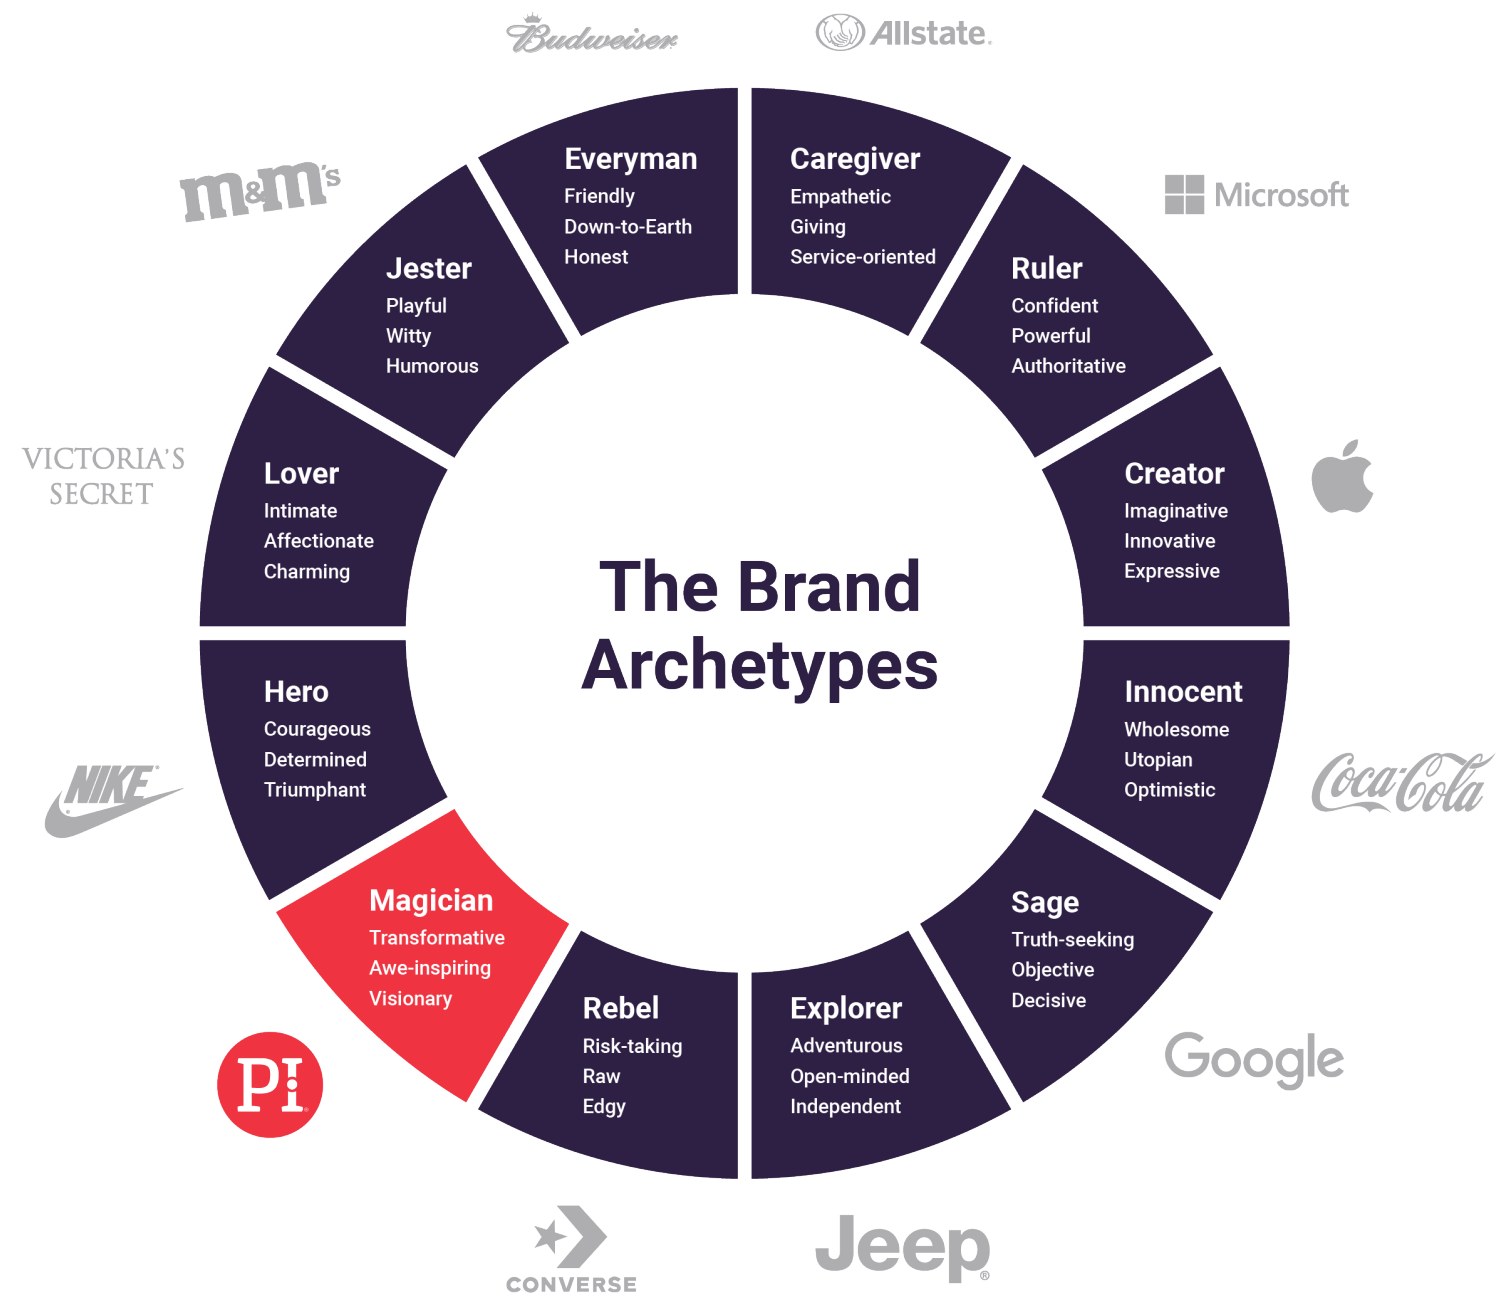 Budweiser
Allstate
m&m's
Microsoft
Everyman
Friendly
Down-to-Earth
Honest
Caregiver
Empathetic
Giving
Service-oriented
Jester
Playful
Witty
Humorous
Ruler
Confident
Powerful
Authoritative
VICTORIA'S
SECRET
Lover
Intimate
Affectionate
Charming
Creator
Imaginative
Innovative
Expressive
The Brand
Archetypes
NIKE
Hero
Courageous
Determined
Triumphant
Innocent
Wholesome
Utopian
Optimistic
Coca-Cola
Magician
Transformative
Awe-inspiring
Visionary
Sage
Truth-seeking
Objective
Decisive
PI
Rebel
Risk-taking
Raw
Edgy
Explorer
Adventurous
Open-minded
Independent
Google
CONVERSE
Jeep®